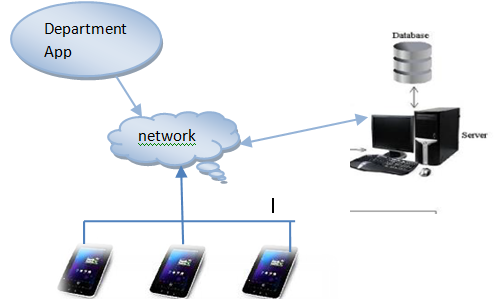 Department
App
Database
network
Server